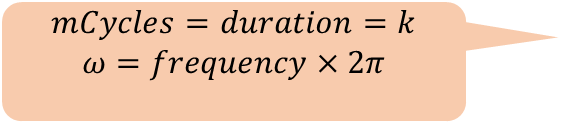 mCycles = duration = k
ω = frequency × 2π